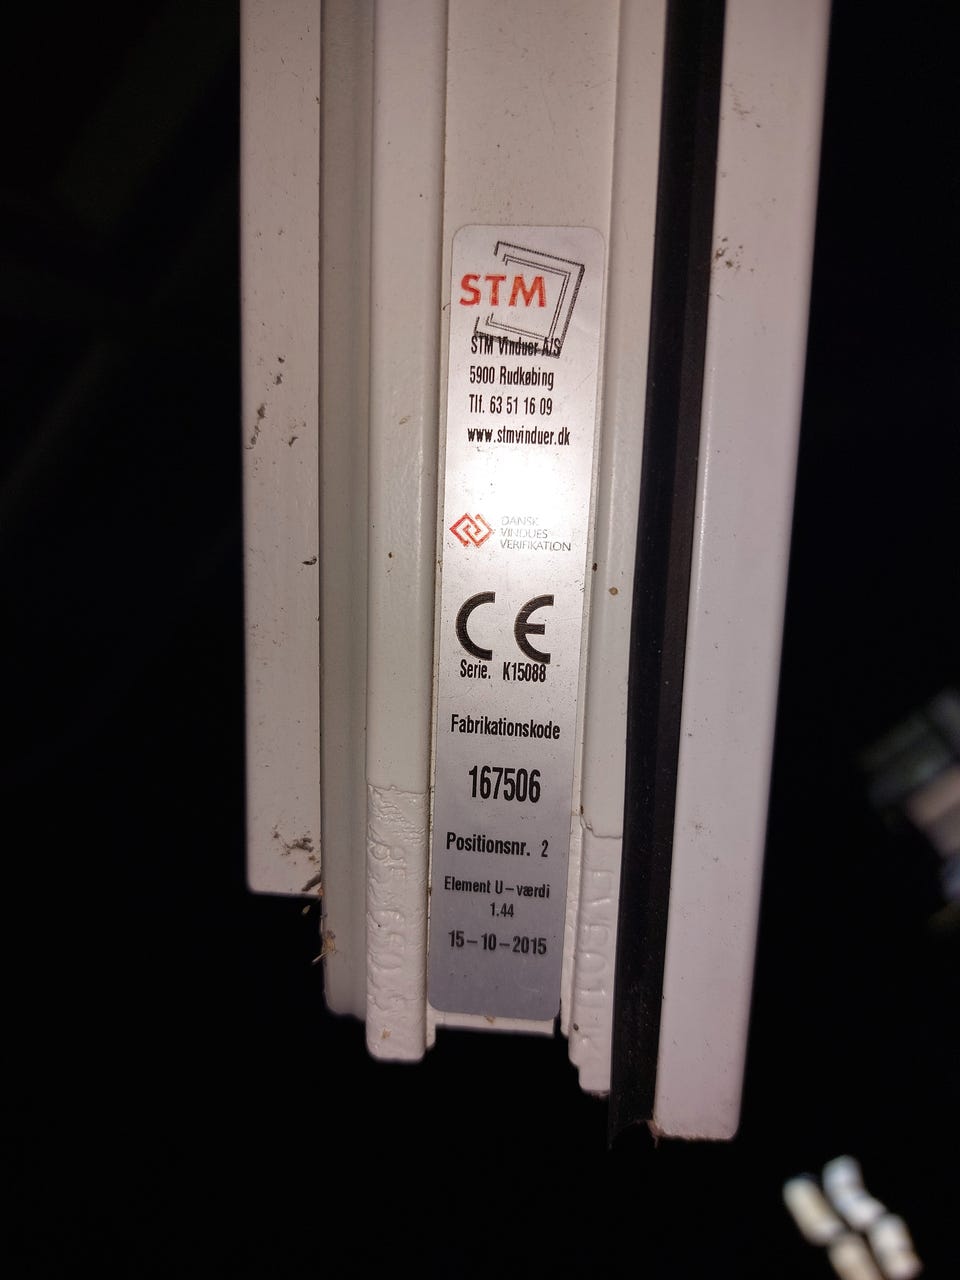 STM
STM Vinduer A/S
5900 Rudkøbing
Tlf. 63 51 16 09
www.stmvinduer.dk
DANSK
VINDUES
VERIFIKATION
CE
Serie. K15088
Fabrikationskode
167506
Positionsnr. 2
Element U-værdi
1.44
15-10-2015